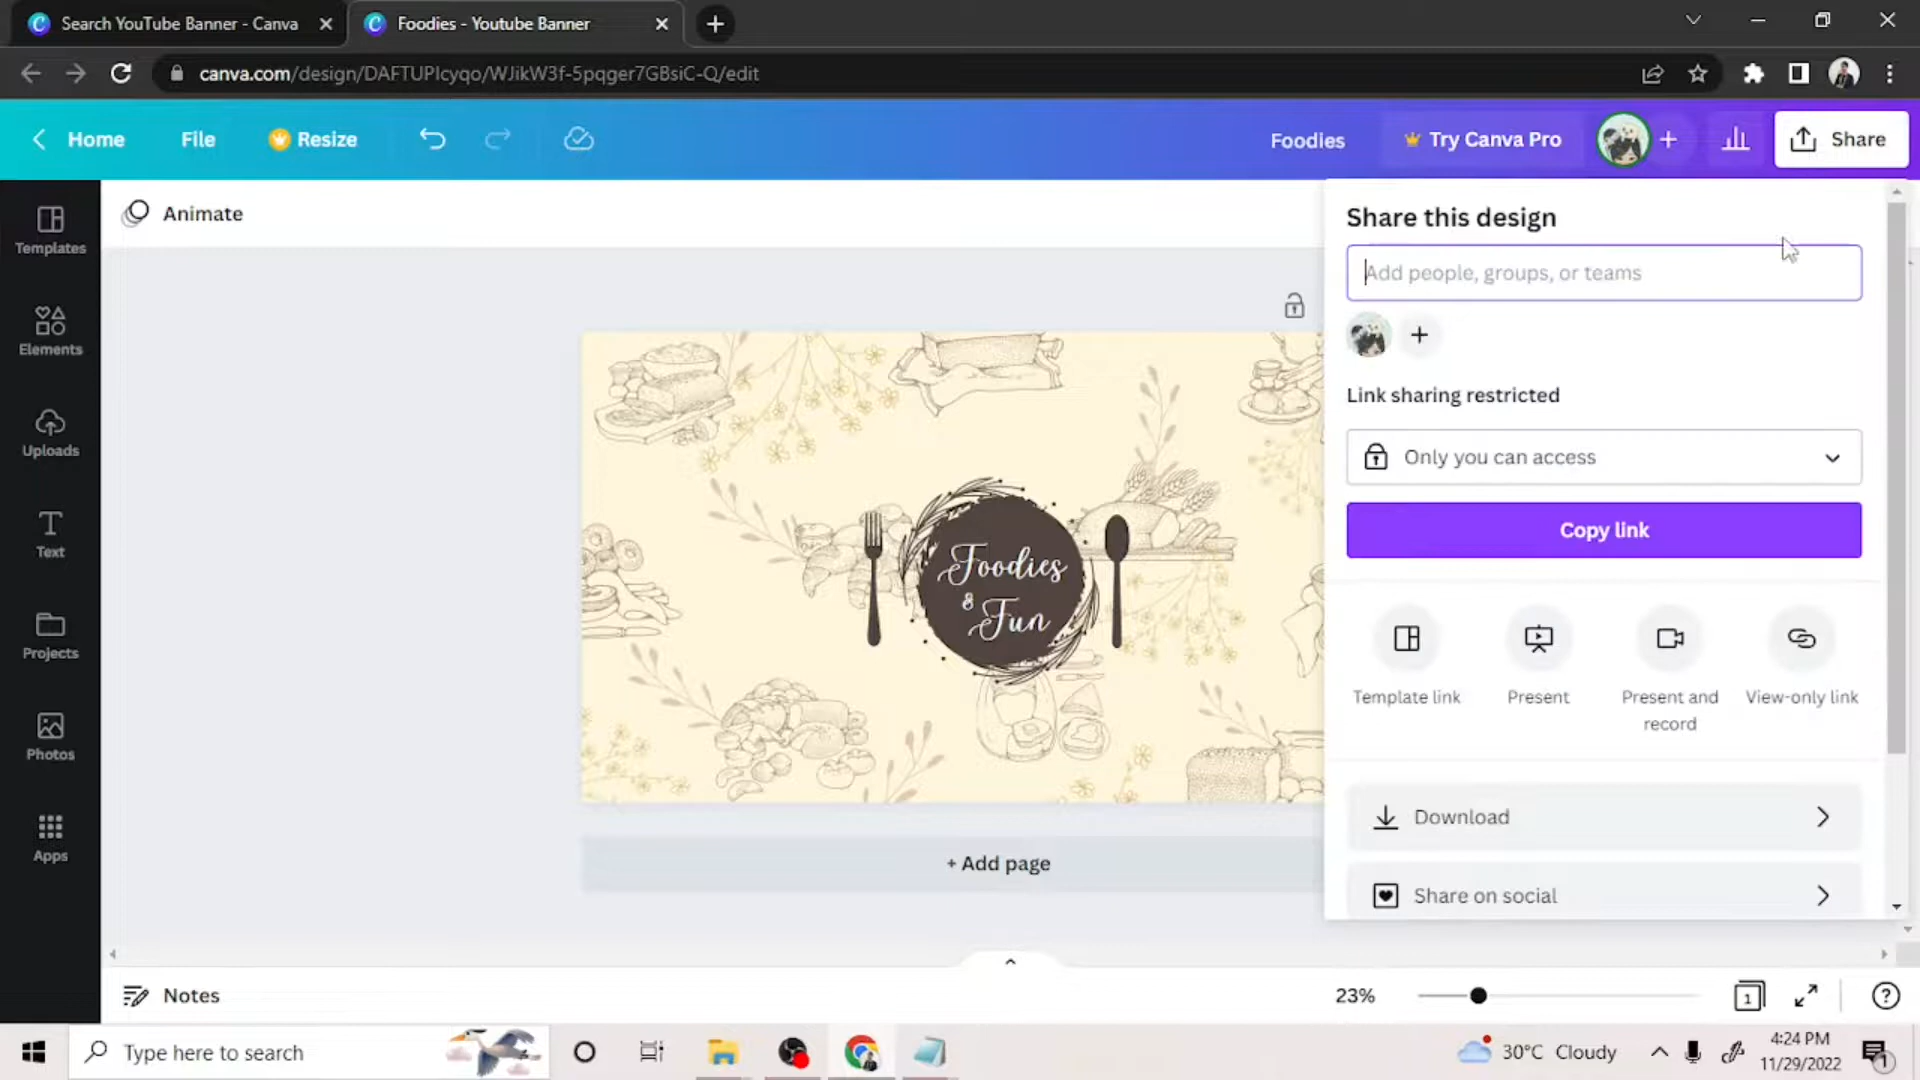 Search YouTube Banner - Canva
Foodies - Youtube Banner
canva.com/design/DAFTUPIcyqo/WJikW3f-5pqger7GBsiC-Q/edit
Home
File
Resize
Foodies
Try Canva Pro
Share
Templates
Elements
Uploads
Text
Projects
Photos
Apps
Animate
Foodies
&
Fun
+ Add page
Share this design
Add people, groups, or teams
Link sharing restricted
Only you can access
Copy link
Template link
Present
Present and
record
View-only link
Download
Share on social
Notes
23%
1
Type here to search
30°C Cloudy
4:24 PM
11/29/2022
1